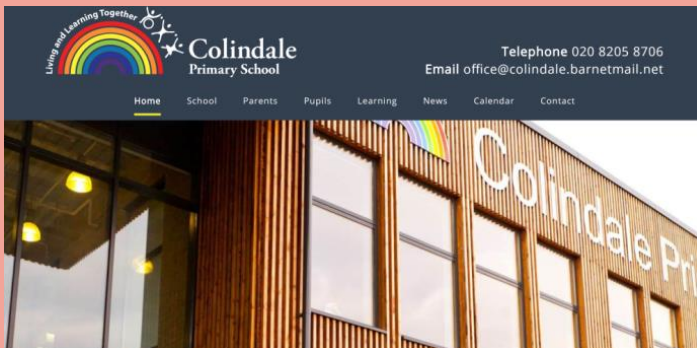 Living and Learning Together
Colindale
Primary School
Telephone 020 8205 8706
Email office@colindale.barnetmail.net
Home School Parents Pupils Learning News Calendar Contact
Colindale Pri